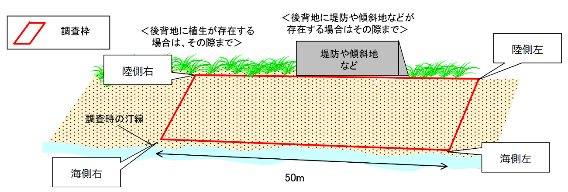 調査枠
＜後背地に植生が存在する
場合は、その際まで＞
＜後背地に堤防や傾斜地などが
存在する場合はその際まで＞
堤防や傾斜地
など
陸側右
陸側左
調査時の汀線
海側右
海側左
50m